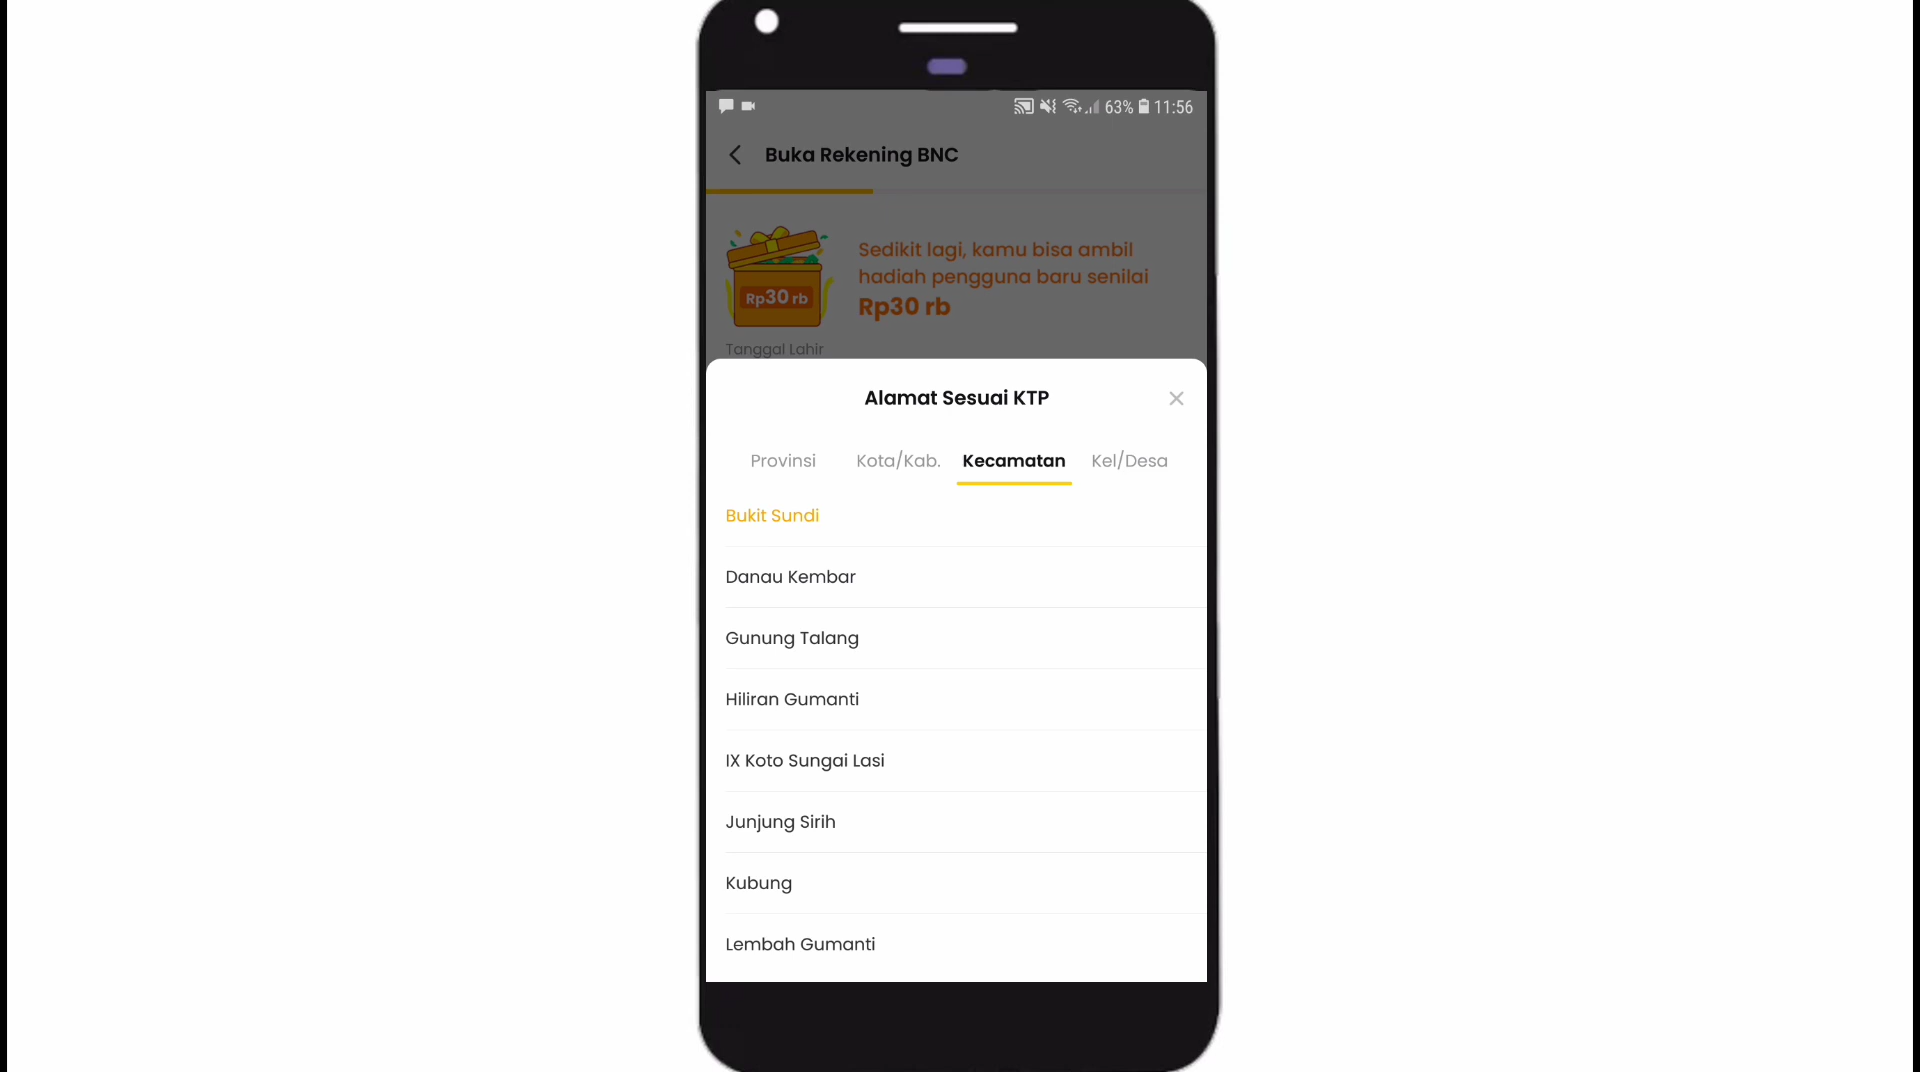 63% 11:56
Buka Rekening BNC
Sedikit lagi, kamu bisa ambil
hadiah pengguna baru senilai
Rp30 rb
Rp30 rb
Tanggal Lahir
Alamat Sesuai KTP
Provinsi Kota/Kab. Kecamatan Kel/Desa
Bukit Sundi
Danau Kembar
Gunung Talang
Hiliran Gumanti
IX Koto Sungai Lasi
Junjung Sirih
Kubung
Lembah Gumanti